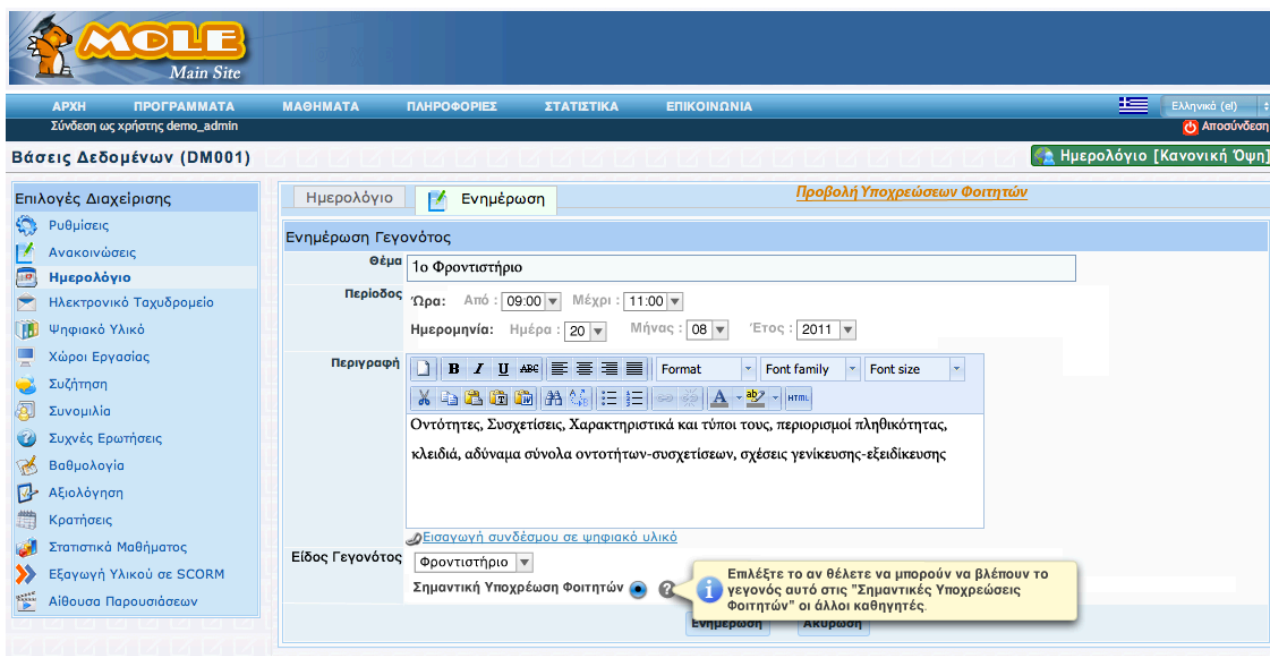 MOLE
Main Site
ΑΡΧΗ ΠΡΟΓΡΑΜΜΑΤΑ ΜΑΘΗΜΑΤΑ ΠΛΗΡΟΦΟΡΙΕΣ ΣΤΑΤΙΣΤΙΚΑ ΕΠΙΚΟΙΝΩΝΙΑ Ελληνικά (el)
Σύνδεση ως χρήστης demo_admin Αποσύνδεση
Βάσεις Δεδομένων (DM001) Ημερολόγιο [Κανονική Όψη]
Επιλογές Διαχείρισης
Ρυθμίσεις
Ανακοινώσεις
Ημερολόγιο
Ηλεκτρονικό Ταχυδρομείο
Ψηφιακό Υλικό
Χώροι Εργασίας
Συζήτηση
Συνομιλία
Συχνές Ερωτήσεις
Βαθμολογία
Αξιολόγηση
Κρατήσεις
Στατιστικά Μαθήματος
Εξαγωγή Υλικού σε SCORM
Αίθουσα Παρουσιάσεων
Ημερολόγιο Ενημέρωση Προβολή Υποχρεώσεων Φοιτητών
Ενημέρωση Γεγονότος
Θέμα 1ο Φροντιστήριο
Περίοδος Ώρα: Από : 09:00 Μέχρι : 11:00
Ημερομηνία: Ημέρα : 20 Μήνας : 08 Έτος : 2011
Περιγραφή B I U ABC Format Font family Font size
A ab HTML
Οντότητες, Συσχετίσεις, Χαρακτηριστικά και τύποι τους, περιορισμοί πληθικότητας,
κλειδιά, αδύναμα σύνολα οντοτήτων-συσχετίσεων, σχέσεις γενίκευσης-εξειδίκευσης
Εισαγωγή συνδέσμου σε ψηφιακό υλικό
Είδος Γεγονότος Φροντιστήριο
Σημαντική Υποχρέωση Φοιτητών ?
Επιλέξτε το αν θέλετε να μπορούν να βλέπουν το
γεγονός αυτό στις "Σημαντικές Υποχρεώσεις
Φοιτητών" οι άλλοι καθηγητές.
Ενημέρωση Ακύρωση